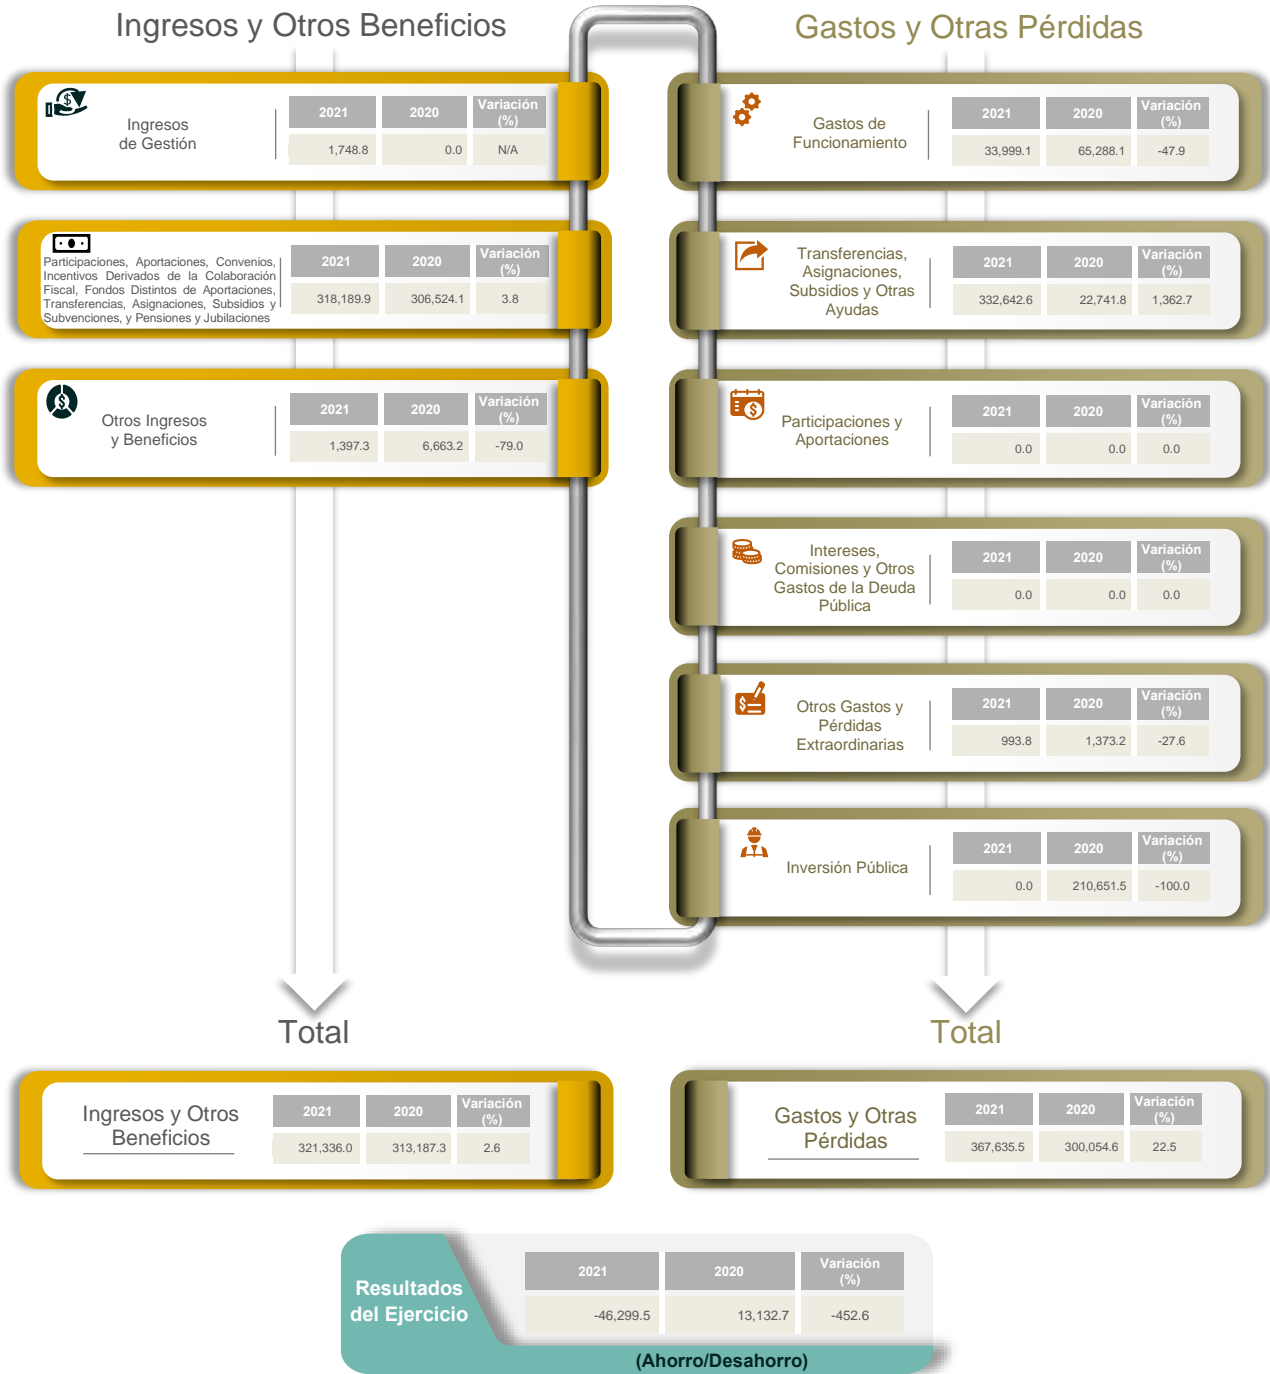 Ingresos y Otros Beneficios
Ingresos
de Gestión
2021 2020 Variación (%)
1,748.8 0.0 N/A
Participaciones, Aportaciones, Convenios,
Incentivos Derivados de la Colaboración
Fiscal, Fondos Distintos de Aportaciones,
Transferencias, Asignaciones, Subsidios y
Subvenciones, y Pensiones y Jubilaciones
2021 2020 Variación (%)
318,189.9 306,524.1 3.8
Otros Ingresos
y Beneficios
2021 2020 Variación (%)
1,397.3 6,663.2 -79.0
Total
Ingresos y Otros
Beneficios
2021 2020 Variación (%)
321,336.0 313,187.3 2.6
Gastos y Otras Pérdidas
Gastos de
Funcionamiento
2021 2020 Variación (%)
33,999.1 65,288.1 -47.9
Transferencias,
Asignaciones,
Subsidios y Otras
Ayudas
2021 2020 Variación (%)
332,642.6 22,741.8 1,362.7
Participaciones y
Aportaciones
2021 2020 Variación (%)
0.0 0.0 0.0
Intereses,
Comisiones y Otros
Gastos de la Deuda
Pública
2021 2020 Variación (%)
0.0 0.0 0.0
Otros Gastos y
Pérdidas
Extraordinarias
2021 2020 Variación (%)
993.8 1,373.2 -27.6
Inversión Pública
2021 2020 Variación (%)
0.0 210,651.5 -100.0
Total
Gastos y Otras
Pérdidas
2021 2020 Variación (%)
367,635.5 300,054.6 22.5
Resultados
del Ejercicio
2021 2020 Variación (%)
-46,299.5 13,132.7 -452.6
(Ahorro/Desahorro)